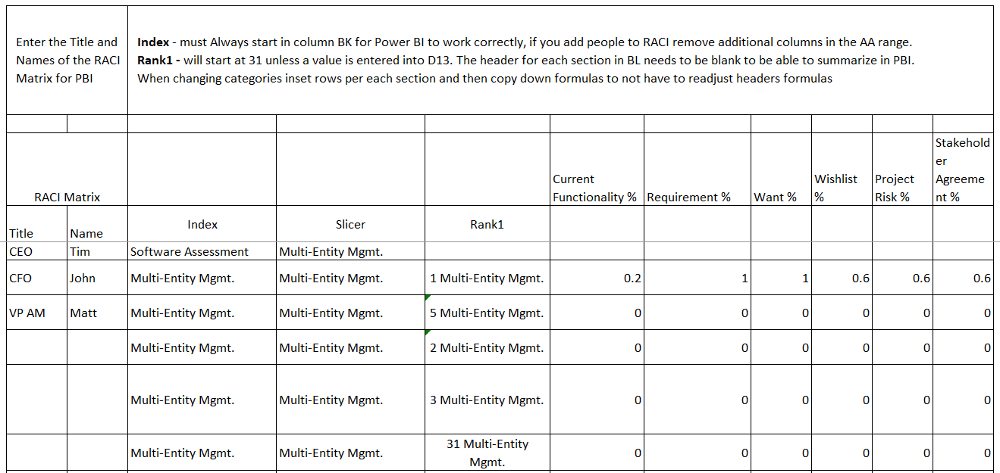 Enter the Title and
Names of the RACI
Matrix for PBI
Index - must Always start in column BK for Power BI to work correctly, if you add people to RACI remove additional columns in the AA range.
Rank1 - will start at 31 unless a value is entered into D13. The header for each section in BL needs to be blank to be able to summarize in PBI.
When changing categories inset rows per each section and then copy down formulas to not have to readjust headers formulas
RACI Matrix
Current
Functionality %
Requirement %
Want %
Wishlist
%
Project
Risk %
Stakehold
er
Agreeme
nt %
Title Name Index Slicer Rank1
CEO Tim Software Assessment Multi-Entity Mgmt.
CFO John Multi-Entity Mgmt. Multi-Entity Mgmt. 1 Multi-Entity Mgmt. 0.2 1 1 0.6 0.6 0.6
VP AM Matt Multi-Entity Mgmt. Multi-Entity Mgmt. 5 Multi-Entity Mgmt. 0 0 0 0 0 0
Multi-Entity Mgmt. Multi-Entity Mgmt. 2 Multi-Entity Mgmt. 0 0 0 0 0 0
Multi-Entity Mgmt. Multi-Entity Mgmt. 3 Multi-Entity Mgmt. 0 0 0 0 0 0
Multi-Entity Mgmt. Multi-Entity Mgmt. 31 Multi-Entity
Mgmt. 0 0 0 0 0 0